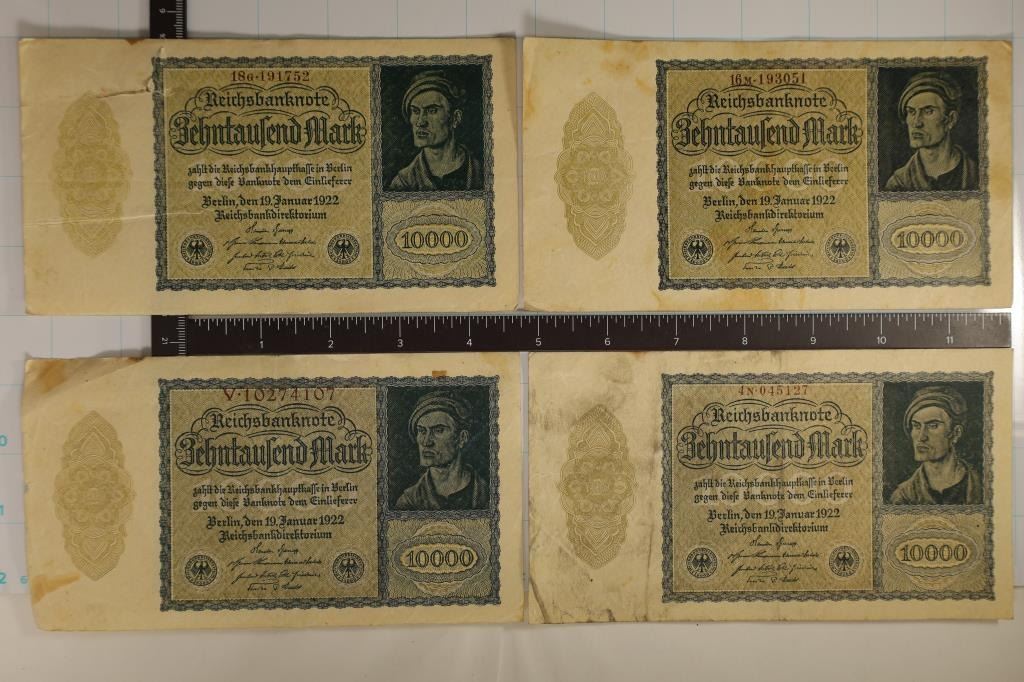 18G·191752
Reichsbanknote
Zehntausend Mark
zahlt die Reichsbankhauptkasse in Berlin
gegen diese Banknote dem Einlieferer
Berlin, den 19. Januar 1922
Reichsbankdirektorium
10000
16M·193051
Reichsbanknote
Zehntausend Mark
zahlt die Reichsbankhauptkasse in Berlin
gegen diese Banknote dem Einlieferer
Berlin, den 19. Januar 1922
Reichsbankdirektorium
10000
1 2 3 4 5 6 7 8 9 10 11
V·10274107
Reichsbanknote
Zehntausend Mark
zahlt die Reichsbankhauptkasse in Berlin
gegen diese Banknote dem Einlieferer
Berlin, den 19. Januar 1922
Reichsbankdirektorium
10000
4N·045127
Reichsbanknote
Zehntausend Mark
zahlt die Reichsbankhauptkasse in Berlin
gegen diese Banknote dem Einlieferer
Berlin, den 19. Januar 1922
Reichsbankdirektorium
10000